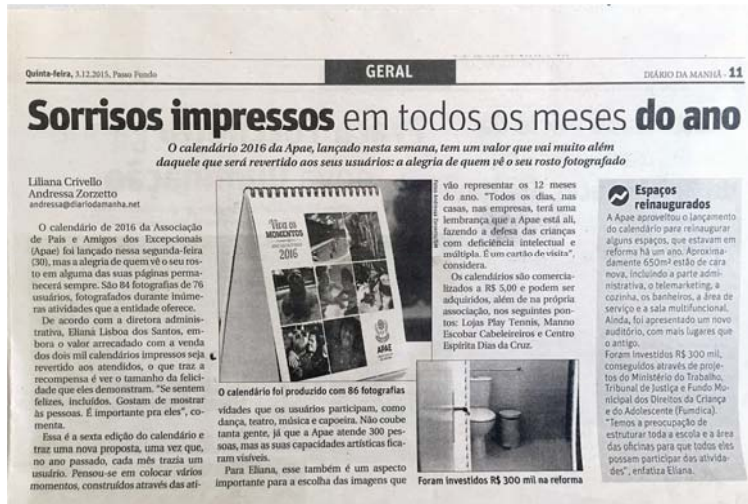 Quinta-feira, 3.12.2015, Passo Fundo
GERAL
DIÁRIO DA MANHÃ - 11
Sorrisos impressos em todos os meses do ano
O calendário 2016 da Apae, lançado nesta semana, tem um valor que vai muito além
daquele que será revertido aos seus usuários: a alegria de quem vê o seu rosto fotografado
Liliana Crivello
Andressa Zorzetto
andressa@diariodamanha.net
O calendário de 2016 da Associação
de Pais e Amigos dos Excepcionais
(Apae) foi lançado nessa segunda-feira
(30), mas a alegria de quem vê o seu ros-
to em alguma das suas páginas perma-
necerá sempre. São 84 fotografias de 76
usuários, fotografados durante inúme-
ras atividades que a entidade oferece.
De acordo com a diretora adminis-
trativa, Eliana Lisboa dos Santos, em-
bora o valor arrecadado com a venda
dos dois mil calendários impressos seja
revertido aos atendidos, o que traz a
recompensa é ver o tamanho da felici-
dade que eles demonstram. "Se sentem
felizes, incluídos. Gostam de mostrar
às pessoas. É importante pra eles", co-
menta.
Essa é a sexta edição do calendário e
traz uma nova proposta, uma vez que,
no ano passado, cada mês trazia um
usuário. Pensou-se em colocar vários
momentos, construídos através das ati-
Viva os
MOMENTOS
2016
APAE
O calendário foi produzido com 86 fotografias
vidades que os usuários participam, como
dança, teatro, música e capoeira. Não coube
tanta gente, já que a Apae atende 300 pes-
soas, mas as suas capacidades artísticas fica-
ram visíveis.
Para Eliana, esse também é um aspecto
importante para a escolha das imagens que
vão representar os 12 meses
do ano. "Todos os dias, nas
casas, nas empresas, terá uma
lembrança que a Apae está ali,
fazendo a defesa das crianças
com deficiência intelectual e
múltipla. É um cartão de visita",
considera.
Os calendários são comercia-
lizados a R$ 5,00 e podem ser
adquiridos, além de na própria
associação, nos seguintes pon-
tos: Lojas Play Tennis, Manno
Escobar Cabeleireiros e Centro
Espírita Dias da Cruz.
Foram investidos R$ 300 mil na reforma
Espaços
reinaugurados
A Apae aproveitou o lançamento
do calendário para reinaugurar
alguns espaços, que estavam em
reforma há um ano. Aproxima-
damente 650m² estão de cara
nova, incluindo a parte admi-
nistrativa, o telemarketing, a
cozinha, os banheiros, a área de
serviço e a sala multifuncional.
Ainda, foi apresentado um novo
auditório, com mais lugares que
o antigo.
Foram investidos R$ 300 mil,
conseguidos através de proje-
tos do Ministério do Trabalho,
Tribunal de Justiça e Fundo Mu-
nicipal dos Direitos da Criança
e do Adolescente (Fumdica).
"Temos a preocupação de
estruturar toda a escola e a área
das oficinas para que todos eles
possam participar das ativida-
des", enfatiza Eliana.